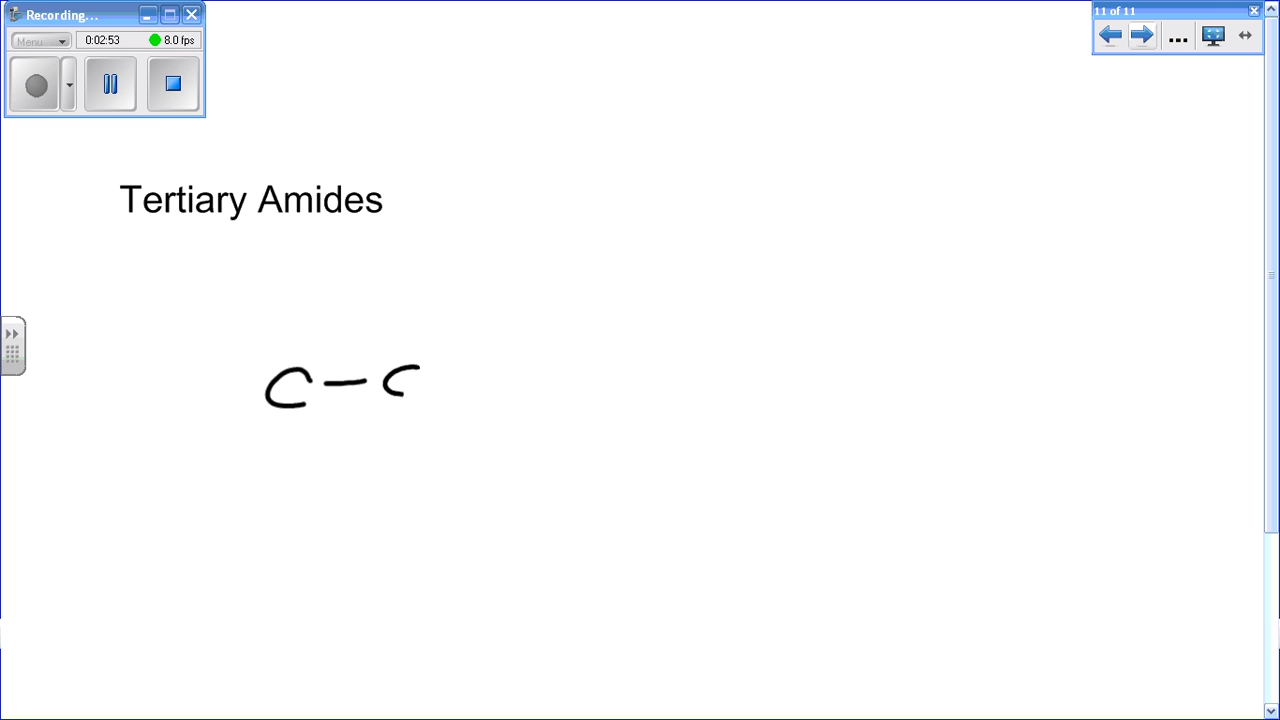 Recording...
11 of 11
Menu
0:02:53
8.0 fps
...
Tertiary Amides
C – C